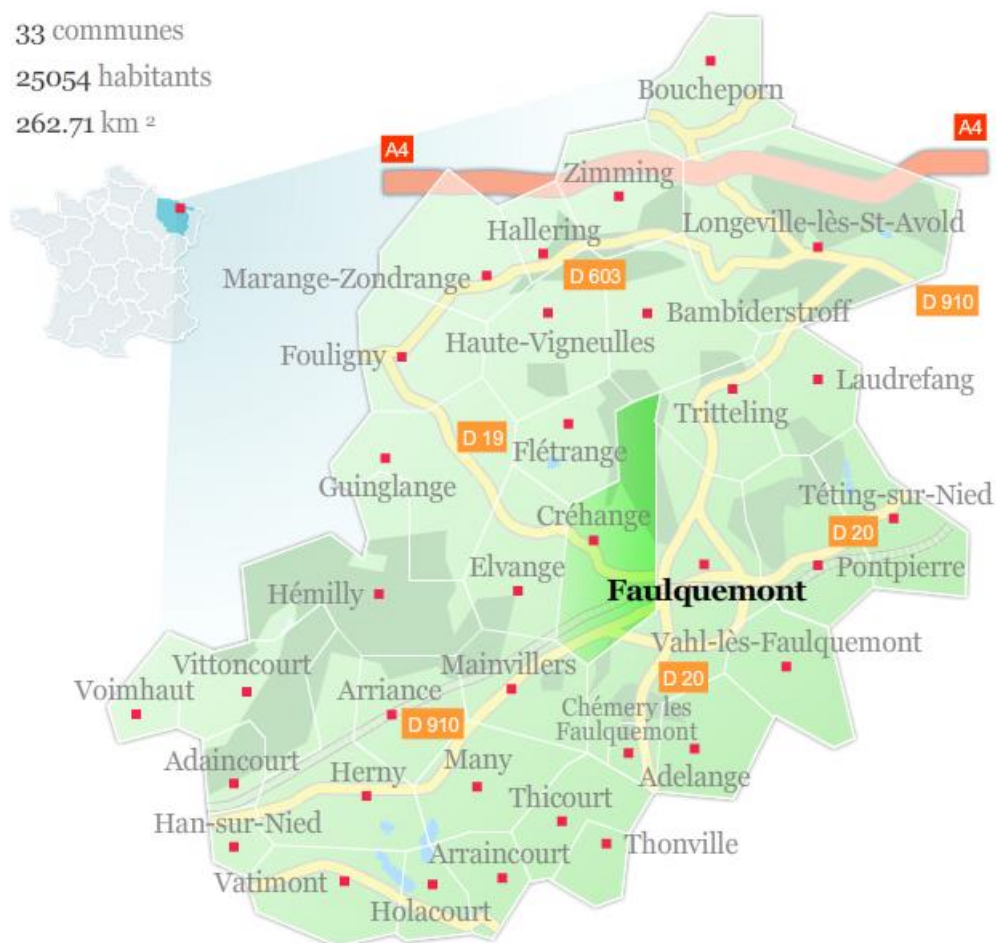 33 communes
25054 habitants
262.71 km ²
Boucheporn
A4
A4
Zimming
Longeville-lès-St-Avold
Hallering
Marange-Zondrange
D 603
D 910
Haute-Vigneulles
Bambiderstroff
Fouligny
Laudrefang
Tritteling
D 19
Flétrange
Guinglange
Téting-sur-Nied
Créhange
D 20
Elvange
Pontpierre
Hémilly
Faulquemont
Vahl-lès-Faulquemont
Vittoncourt
Mainvillers
D 20
Voimhaut
Arriance
Chémery les
Faulquemont
D 910
Adaincourt
Herny
Many
Adelange
Thicourt
Han-sur-Nied
Thonville
Arraincourt
Vatimont
Holacourt